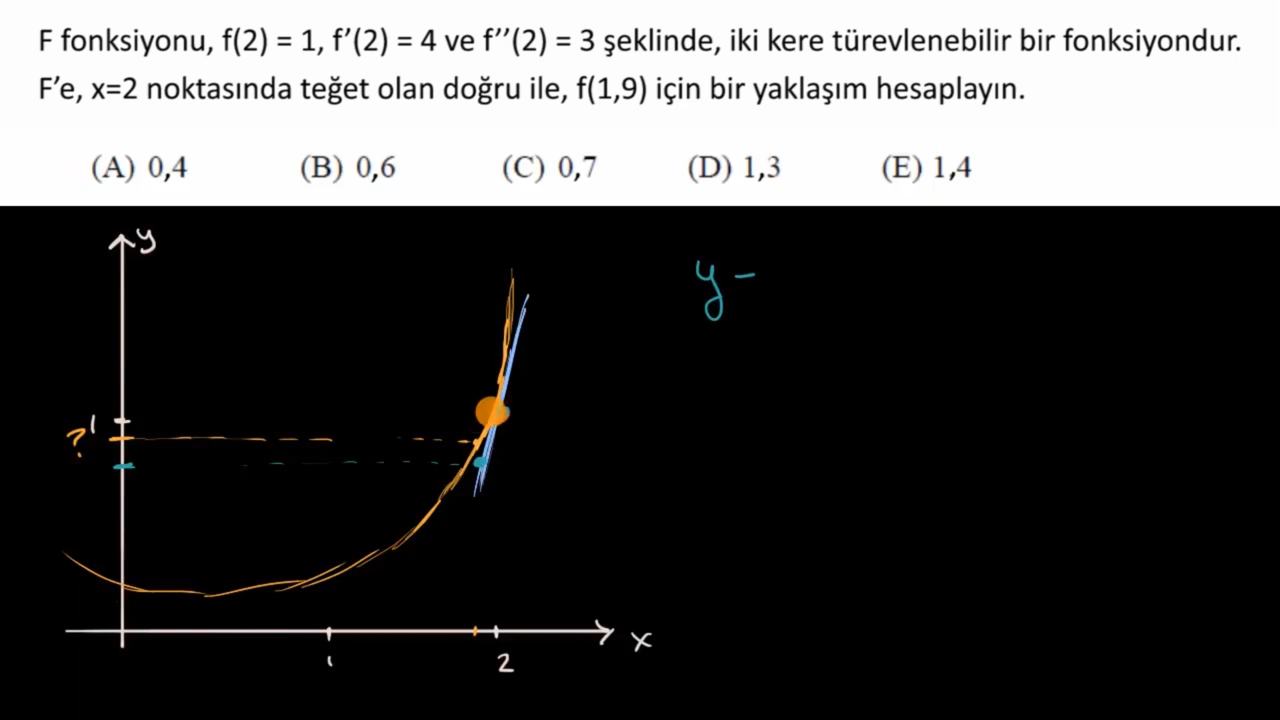 F fonksiyonu, f(2) = 1, f’(2) = 4 ve f’’(2) = 3 şeklinde, iki kere türevlenebilir bir fonksiyondur.
F’e, x=2 noktasında teğet olan doğru ile, f(1,9) için bir yaklaşım hesaplayın.
(A) 0,4 (B) 0,6 (C) 0,7 (D) 1,3 (E) 1,4
y
y -
1
?
x
1 2